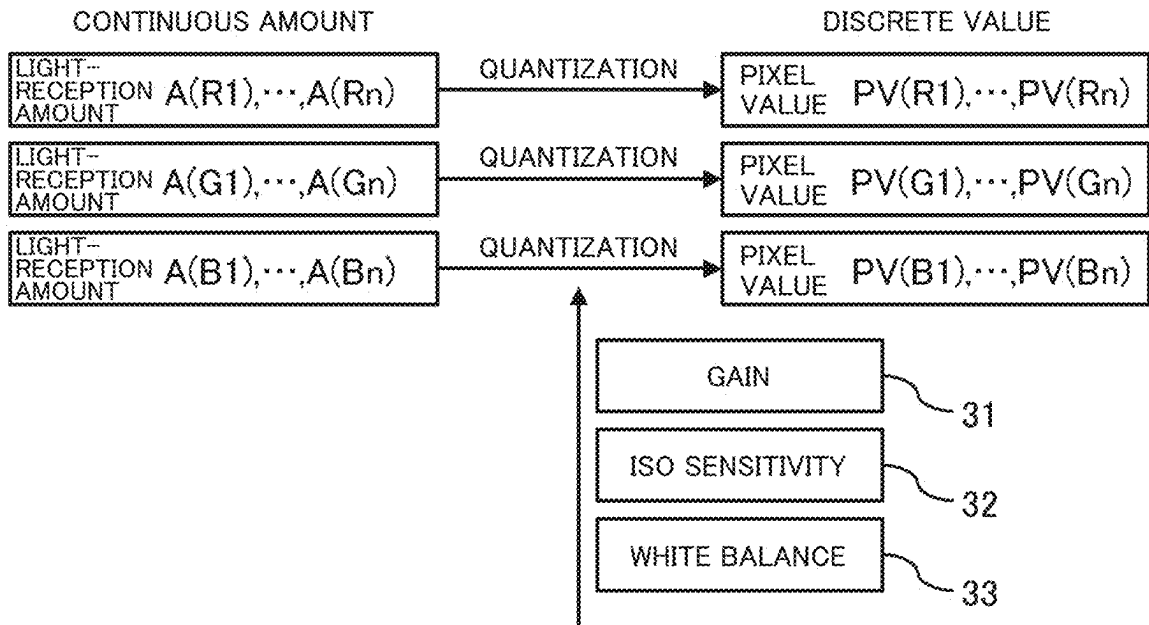 CONTINUOUS AMOUNT
DISCRETE VALUE
LIGHT-
RECEPTION
AMOUNT
A(R1),···,A(Rn)
QUANTIZATION
PIXEL
VALUE
PV(R1),···,PV(Rn)
LIGHT-
RECEPTION
AMOUNT
A(G1),···,A(Gn)
QUANTIZATION
PIXEL
VALUE
PV(G1),···,PV(Gn)
LIGHT-
RECEPTION
AMOUNT
A(B1),···,A(Bn)
QUANTIZATION
PIXEL
VALUE
PV(B1),···,PV(Bn)
GAIN
31
ISO SENSITIVITY
32
WHITE BALANCE
33